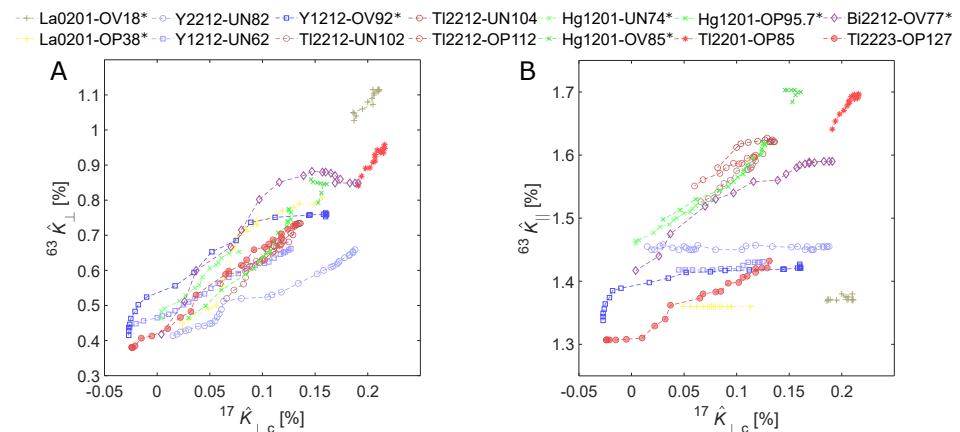 La0201-OV18* Y2212-UN82 Y1212-OV92* Tl2212-UN104 Hg1201-UN74* Hg1201-OP95.7* Bi2212-OV77*
La0201-OP38* Y1212-UN62 Tl2212-UN102 Tl2212-OP112 Hg1201-OV85* Tl2201-OP85 Tl2223-OP127
A B
1.1 1.7
1
0.9 1.6
0.8
0.7 1.5
0.6
0.5 1.4
0.4 1.3
0.3
63 K̂⊥ [%] 63 K̂|| [%]
-0.05 0 0.05 0.1 0.15 0.2 -0.05 0 0.05 0.1 0.15 0.2
17 K̂⊥c [%] 17 K̂⊥c [%]